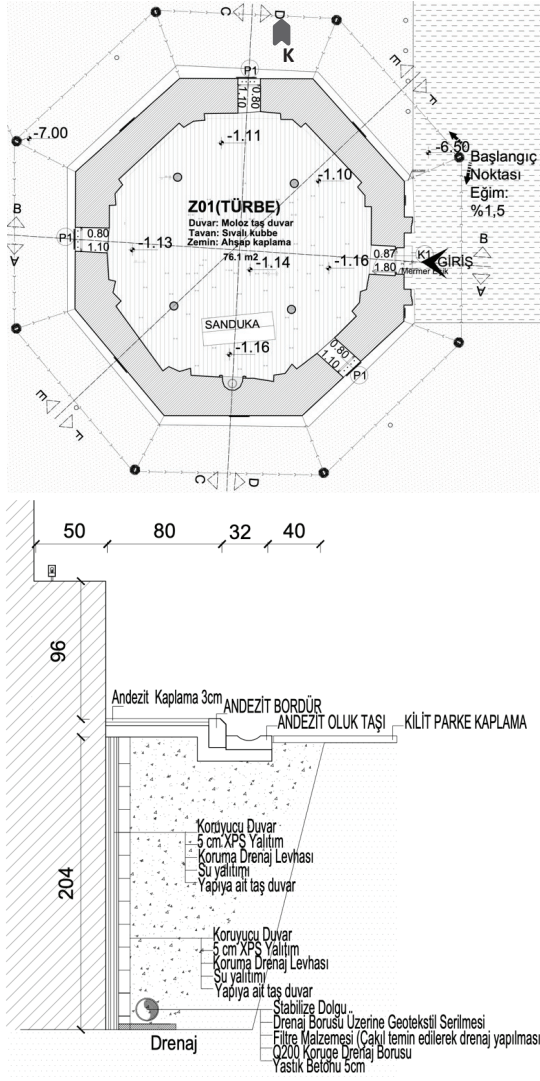 C
D
K
E
F
P1
1.10
0.80
-7.00
-1.11
-6.50
Başlangıç
Noktası
Eğim:
%1,5
-1.10
Z01(TÜRBE)
Duvar: Moloz taş duvar
Tavan: Sıvalı kubbe
Zemin: Ahşap kaplama
76.1 m2
B
A
P1
0.80
1.10
-1.13
-1.14
-1.16
0.87
1.80
K1
GİRİŞ
Mermer Eşik
B
A
SANDUKA
-1.16
0.80
1.10
P1
E
F
C
D
50
80
32
40
96
Andezit Kaplama 3cm
ANDEZİT BORDÜR
ANDEZİT OLUK TAŞI
KİLİT PARKE KAPLAMA
204
Koruyucu Duvar
5 cm XPS Yalıtım
Koruma Drenaj Levhası
Su yalıtımı
Yapıya ait taş duvar
Koruyucu Duvar
5 cm XPS Yalıtım
Koruma Drenaj Levhası
Su yalıtımı
Yapıya ait taş duvar
Stabilize Dolgu
Drenaj Borusu Üzerine Geotekstil Serilmesi
Filtre Malzemesi (Çakıl temin edilerek drenaj yapılması
Q200 Koruge Drenaj Borusu
Yastık Betonu 5cm
Drenaj